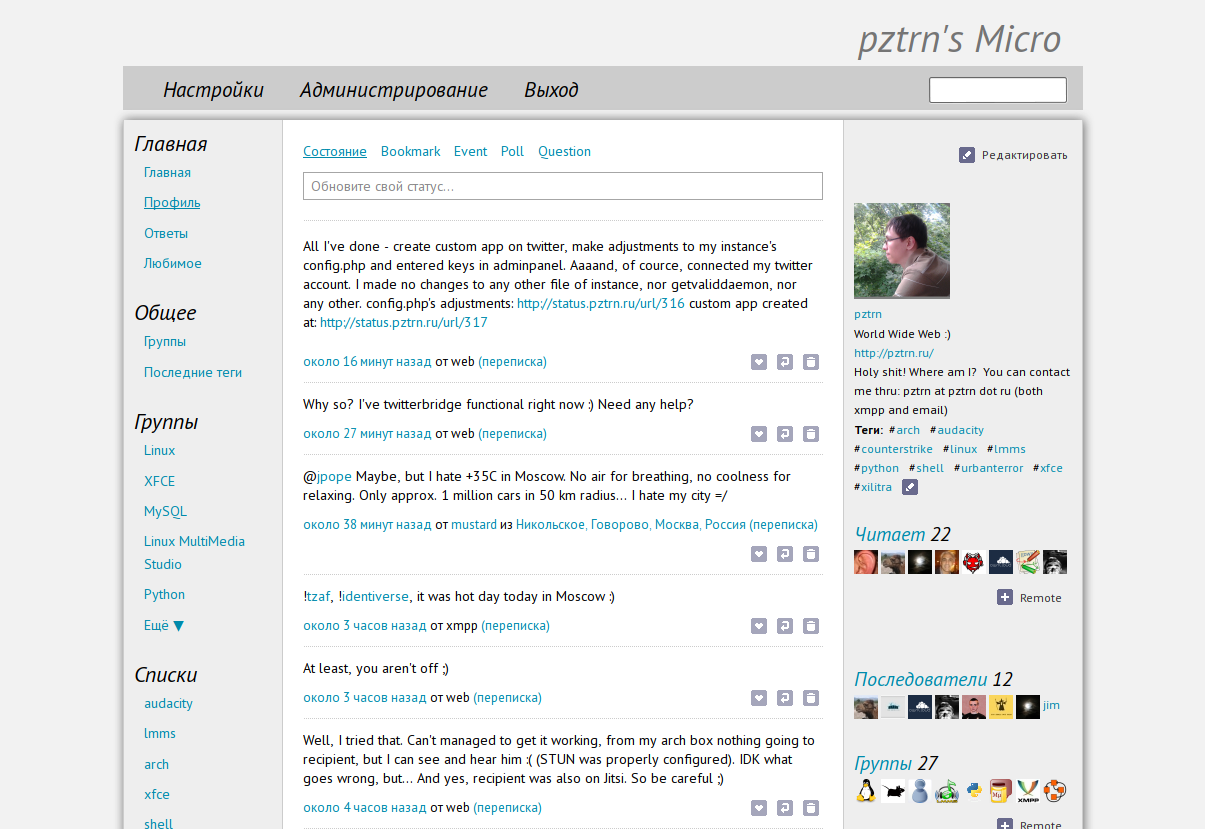 pztrn's Micro
Настройки Администрирование Выход
Главная
Главная
Профиль
Ответы
Любимое
Общее
Группы
Последние теги
Группы
Linux
XFCE
MySQL
Linux MultiMedia
Studio
Python
Ещё ▼
Списки
audacity
lmms
arch
xfce
shell
Состояние Bookmark Event Poll Question
Обновите свой статус...
All I've done - create custom app on twitter, make adjustments to my instance's
config.php and entered keys in adminpanel. Aaaand, of cource, connected my twitter
account. I made no changes to any other file of instance, nor getvaliddaemon, nor
any other. config.php's adjustments: http://status.pztrn.ru/url/316 custom app created
at: http://status.pztrn.ru/url/317
около 16 минут назад от web (переписка)
Why so? I've twitterbridge functional right now :) Need any help?
около 27 минут назад от web (переписка)
@jpope Maybe, but I hate +35C in Moscow. No air for breathing, no coolness for
relaxing. Only approx. 1 million cars in 50 km radius... I hate my city =/
около 38 минут назад от mustard из Никольское, Говорово, Москва, Россия (переписка)
!tzaf, !identiverse, it was hot day today in Moscow :)
около 3 часов назад от xmpp (переписка)
At least, you aren't off ;)
около 3 часов назад от web (переписка)
Well, I tried that. Can't managed to get it working, from my arch box nothing going to
recipient, but I can see and hear him :( (STUN was properly configured). IDK what
goes wrong, but... And yes, recipient was also on Jitsi. So be careful ;)
около 4 часов назад от web (переписка)
Редактировать
pztrn
World Wide Web :)
http://pztrn.ru/
Holy shit! Where am I? You can contact
me thru: pztrn at pztrn dot ru (both
xmpp and email)
Теги: #arch #audacity
#counterstrike #linux #lmms
#python #shell #urbanterror #xfce
#xilitra
Читает 22
Remote
Последователи 12
jim
Группы 27
XMPP
Remote